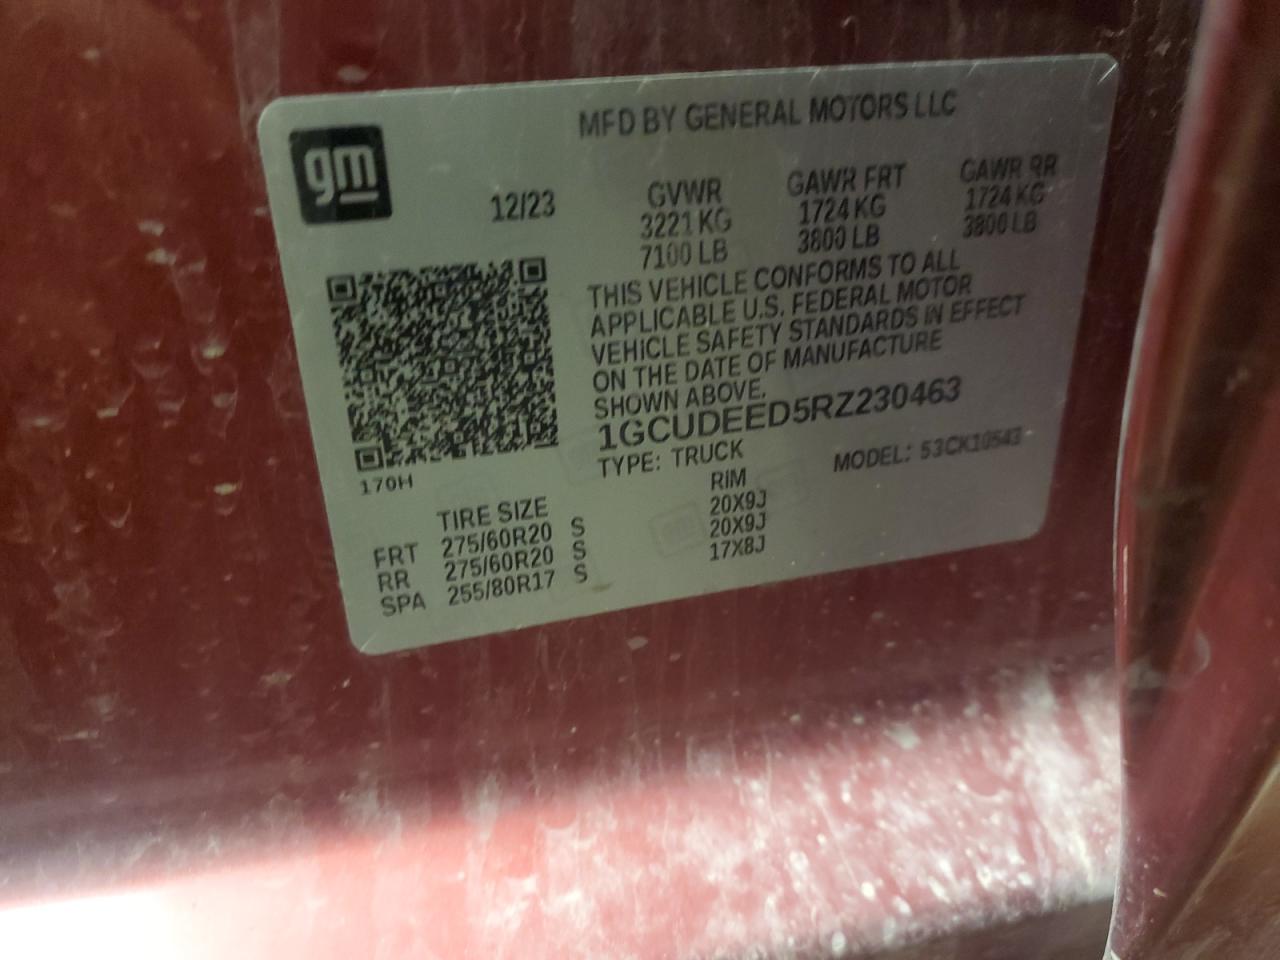 MFD BY GENERAL MOTORS LLC
gm
12/23
GVWR GAWR FRT GAWR RR
3221 KG 1724 KG 1724 KG
7100 LB 3800 LB 3800 LB
THIS VEHICLE CONFORMS TO ALL
APPLICABLE U.S. FEDERAL MOTOR
VEHICLE SAFETY STANDARDS IN EFFECT
ON THE DATE OF MANUFACTURE
SHOWN ABOVE.
1GCUDEED5RZ230463
TYPE: TRUCK MODEL: 53CK10543
170H
TIRE SIZE RIM
FRT 275/60R20 S 20X9J
RR 275/60R20 S 20X9J
SPA 255/80R17 S 17X8J